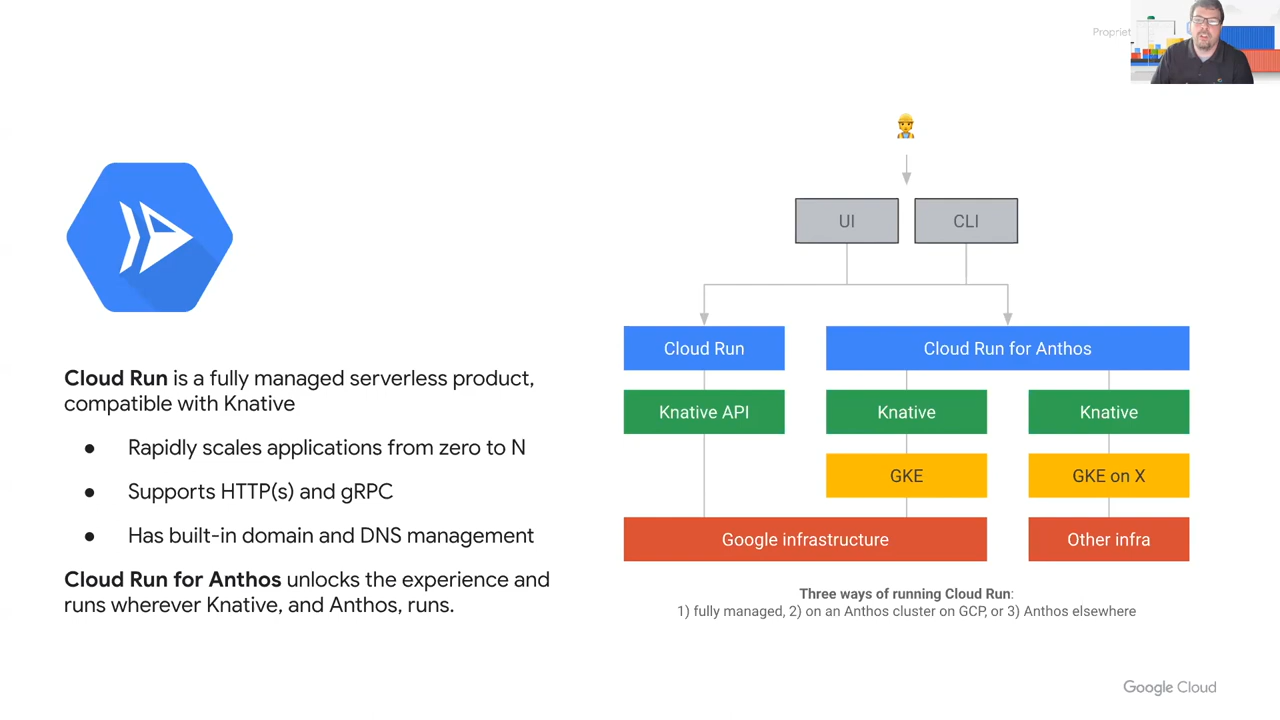 Propriet
UI
CLI
Cloud Run
Cloud Run for Anthos
Knative API
Knative
Knative
GKE
GKE on X
Google infrastructure
Other infra
Three ways of running Cloud Run:
1) fully managed, 2) on an Anthos cluster on GCP, or 3) Anthos elsewhere
Cloud Run is a fully managed serverless product,
compatible with Knative
● Rapidly scales applications from zero to N
● Supports HTTP(s) and gRPC
● Has built-in domain and DNS management
Cloud Run for Anthos unlocks the experience and
runs wherever Knative, and Anthos, runs.
Google Cloud